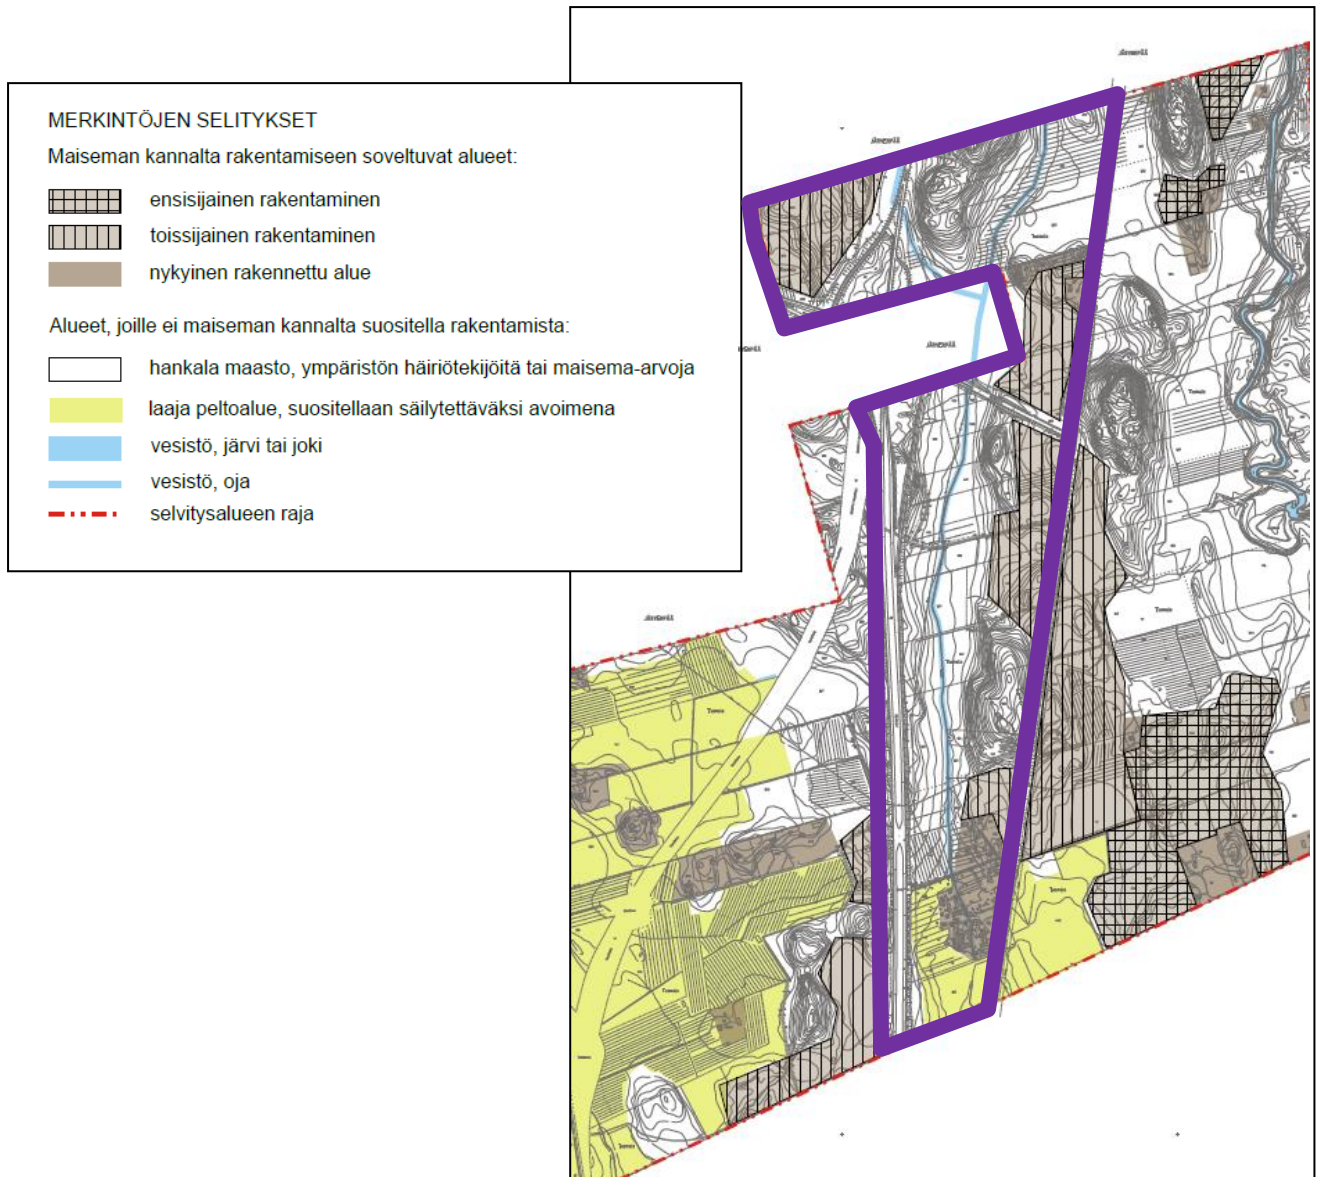 MERKINTÖJEN SELITYKSET
Maiseman kannalta rakentamiseen soveltuvat alueet:
ensisijainen rakentaminen
toissijainen rakentaminen
nykyinen rakennettu alue
Alueet, joille ei maiseman kannalta suositella rakentamista:
hankala maasto, ympäristön häiriötekijöitä tai maisema-arvoja
laaja peltoalue, suositellaan säilytettäväksi avoimena
vesistö, järvi tai joki
vesistö, oja
selvitysalueen raja